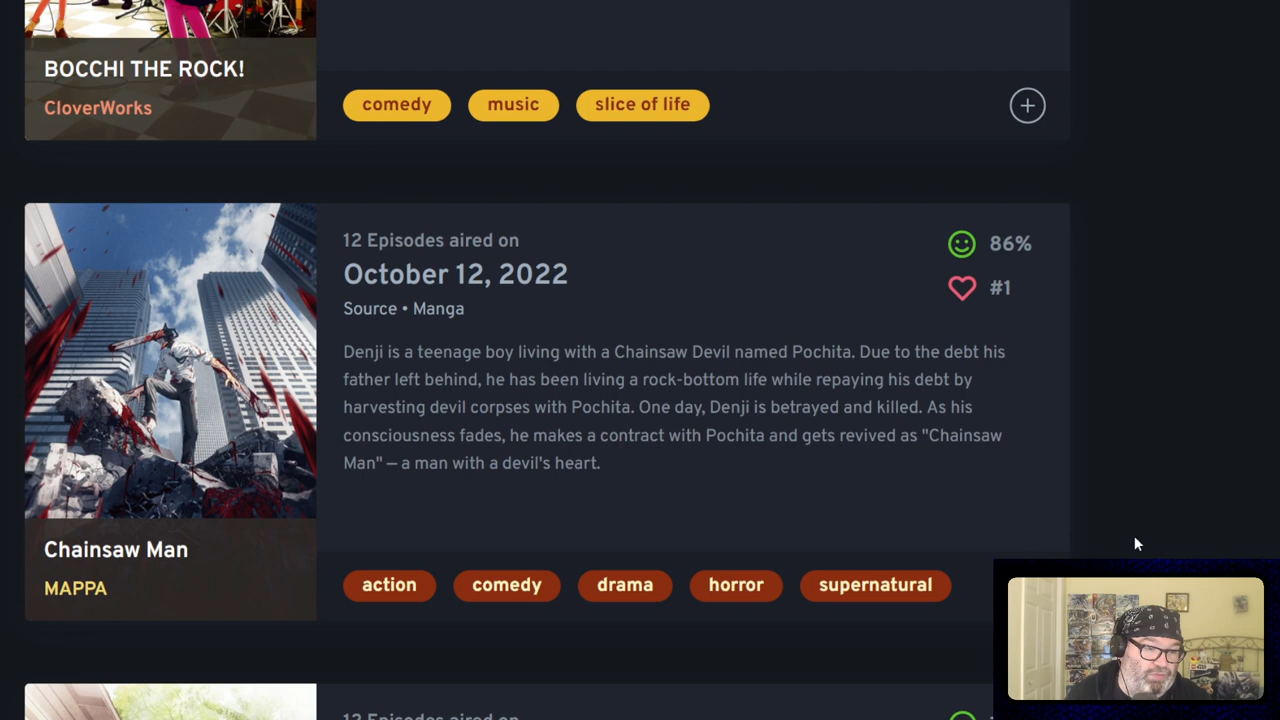 BOCCHI THE ROCK!
CloverWorks
comedy music slice of life
12 Episodes aired on
October 12, 2022
Source • Manga
86%
#1
Denji is a teenage boy living with a Chainsaw Devil named Pochita. Due to the debt his
father left behind, he has been living a rock-bottom life while repaying his debt by
harvesting devil corpses with Pochita. One day, Denji is betrayed and killed. As his
consciousness fades, he makes a contract with Pochita and gets revived as "Chainsaw
Man" — a man with a devil's heart.
Chainsaw Man
MAPPA
action comedy drama horror supernatural
12 Episodes aired on